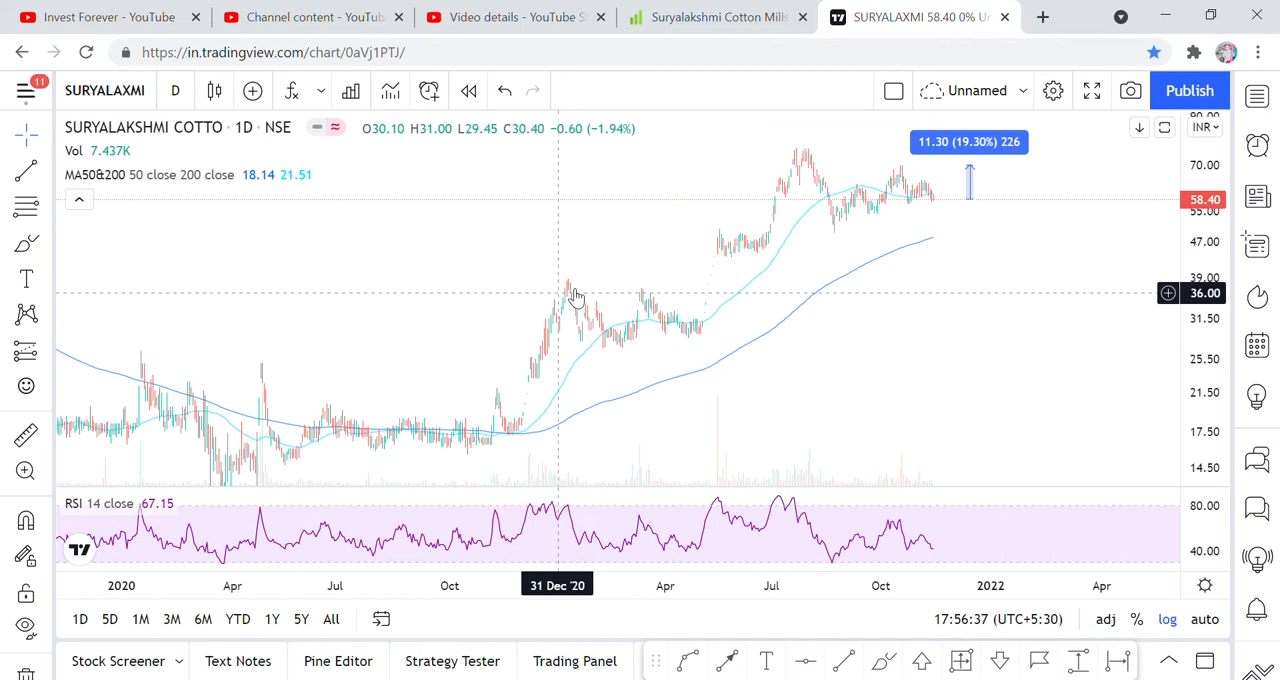 Invest Forever - YouTube
Channel content - YouTub
Video details - YouTube S
Suryalakshmi Cotton Mills
SURYALAXMI 58.40 0% Un
https://in.tradingview.com/chart/0aVj1PTJ/
11
SURYALAXMI
D
Unnamed
Publish
SURYALAKSHMI COTTO · 1D · NSE
O30.10 H31.00 L29.45 C30.40 −0.60 (−1.94%)
Vol 7.437K
MA50&200 50 close 200 close 18.14 21.51
11.30 (19.30%) 226
INR
90.00
70.00
58.40
55.00
47.00
39.00
36.00
31.50
25.50
21.50
17.50
14.50
RSI 14 close 67.15
80.00
40.00
2020
Apr
Jul
Oct
31 Dec '20
Apr
Jul
Oct
2022
Apr
1D 5D 1M 3M 6M YTD 1Y 5Y All
17:56:37 (UTC+5:30)
adj % log auto
Stock Screener
Text Notes
Pine Editor
Strategy Tester
Trading Panel